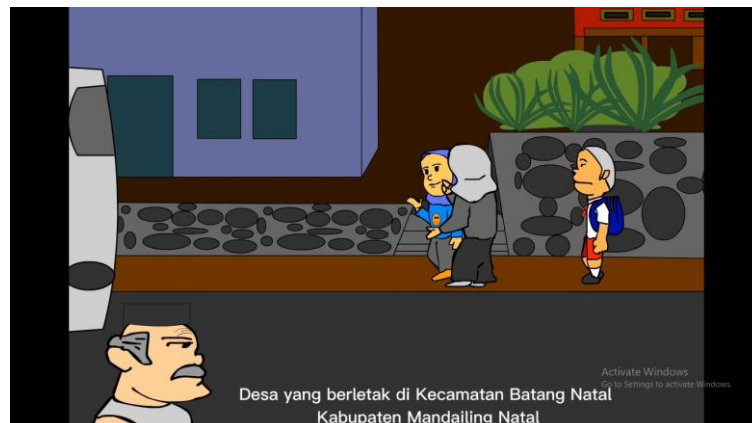 Activate Windows
Go to Settings to activate Windows.
Desa yang berletak di Kecamatan Batang Natal
Kabupaten Mandailing Natal